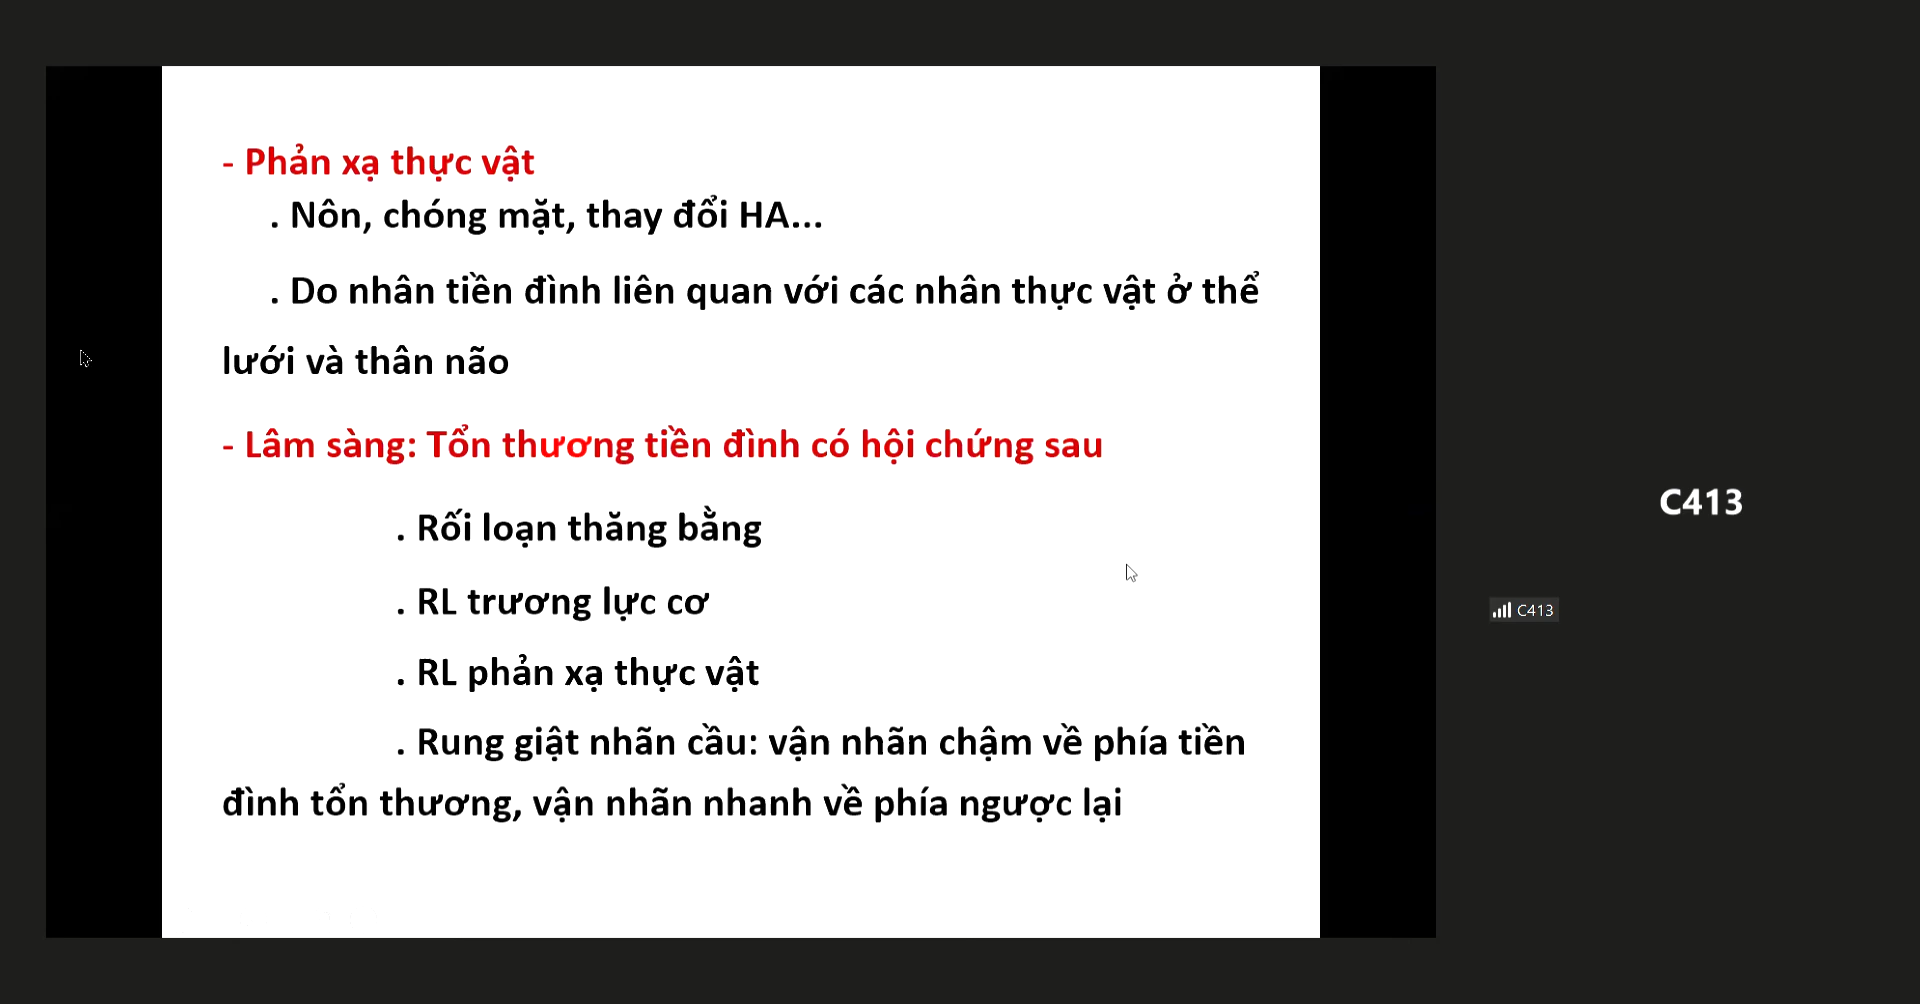 - Phản xạ thực vật
. Nôn, chóng mặt, thay đổi HA...
. Do nhân tiền đình liên quan với các nhân thực vật ở thể
lưới và thân não
- Lâm sàng: Tổn thương tiền đình có hội chứng sau
. Rối loạn thăng bằng
. RL trương lực cơ
. RL phản xạ thực vật
. Rung giật nhãn cầu: vận nhãn chậm về phía tiền
đình tổn thương, vận nhãn nhanh về phía ngược lại
C413
C413